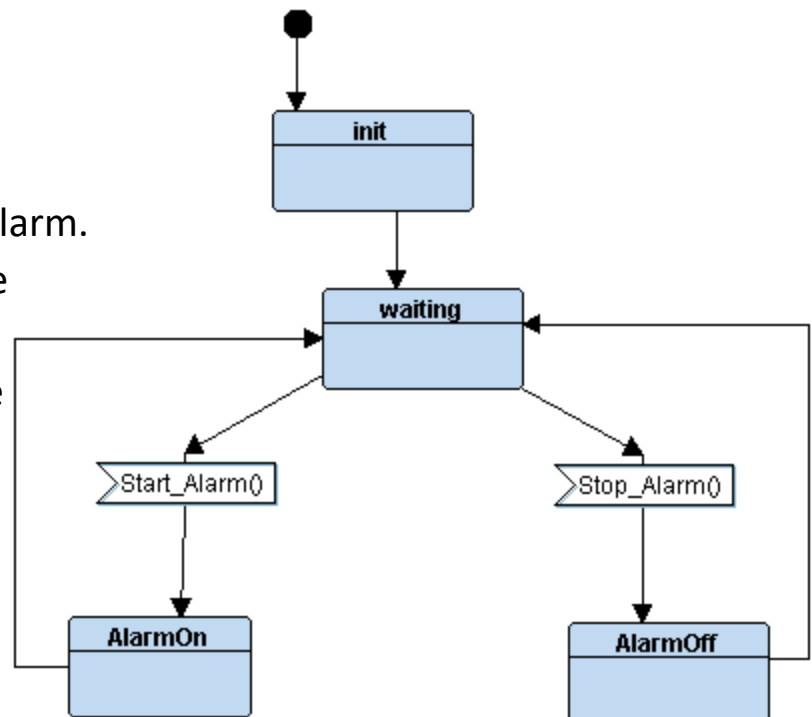 init
larm.
e
waiting
e
Start_Alarm()
Stop_Alarm()
AlarmOn
AlarmOff